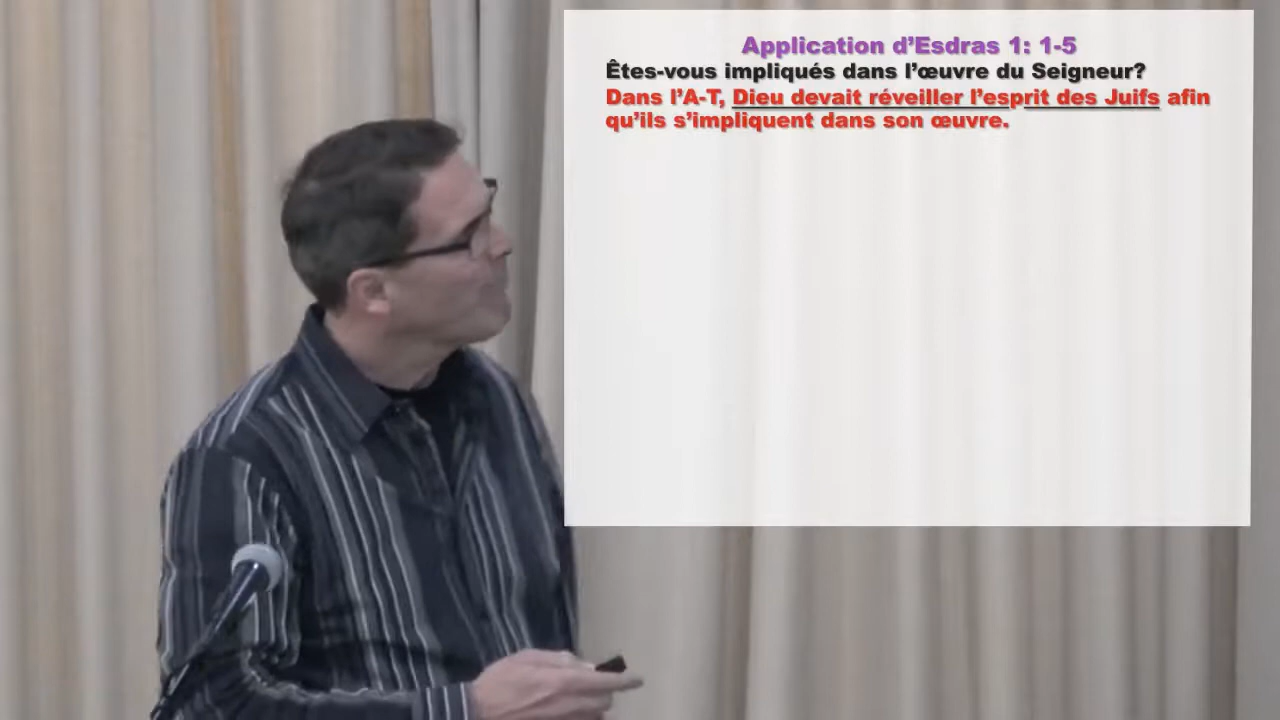 Application d’Esdras 1: 1-5
Êtes-vous impliqués dans l’œuvre du Seigneur?
Dans l’A-T, Dieu devait réveiller l’esprit des Juifs afin
qu’ils s’impliquent dans son œuvre.